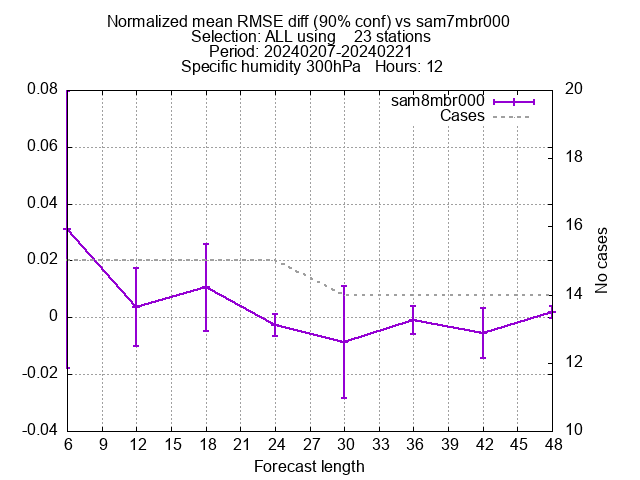 Normalized mean RMSE diff (90% conf) vs sam7mbr000
Selection: ALL using    23 stations
Period: 20240207-20240221
Specific humidity 300hPa   Hours: 12
sam8mbr000
Cases
0.08
0.06
0.04
0.02
0
-0.02
-0.04
20
18
16
14
12
10
No cases
6 9 12 15 18 21 24 27 30 33 36 39 42 45 48
Forecast length